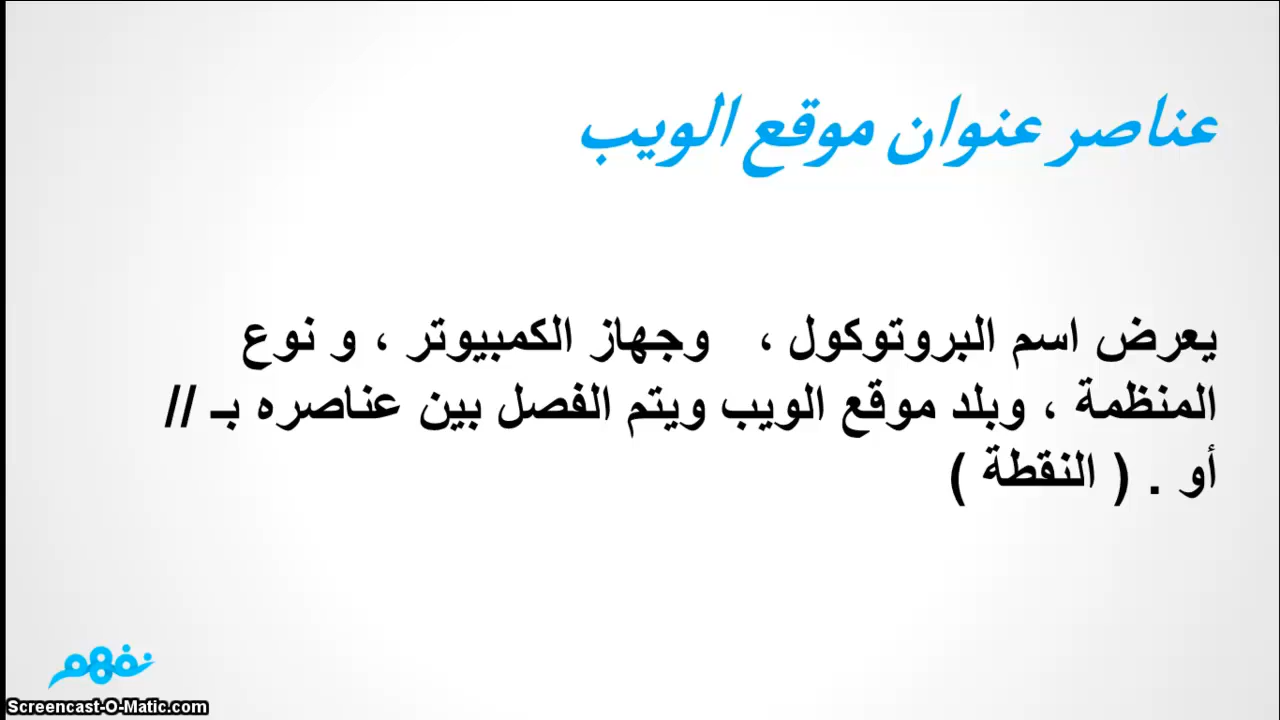 عناصر عنوان موقع الويب
يعرض اسم البروتوكول ، وجهاز الكمبيوتر ، و نوع
المنظمة ، وبلد موقع الويب ويتم الفصل بين عناصره بـ //
أو . ( النقطة )
نفهم
Screencast-O-Matic.com